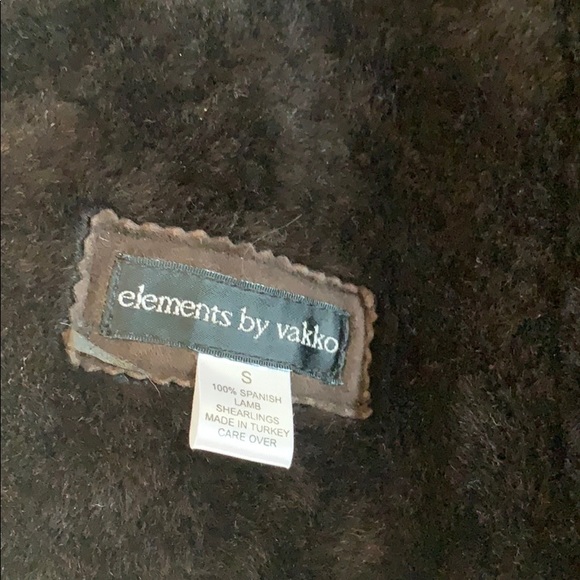 elements by vakko
S
100% SPANISH
LAMB
SHEARLINGS
MADE IN TURKEY
CARE OVER